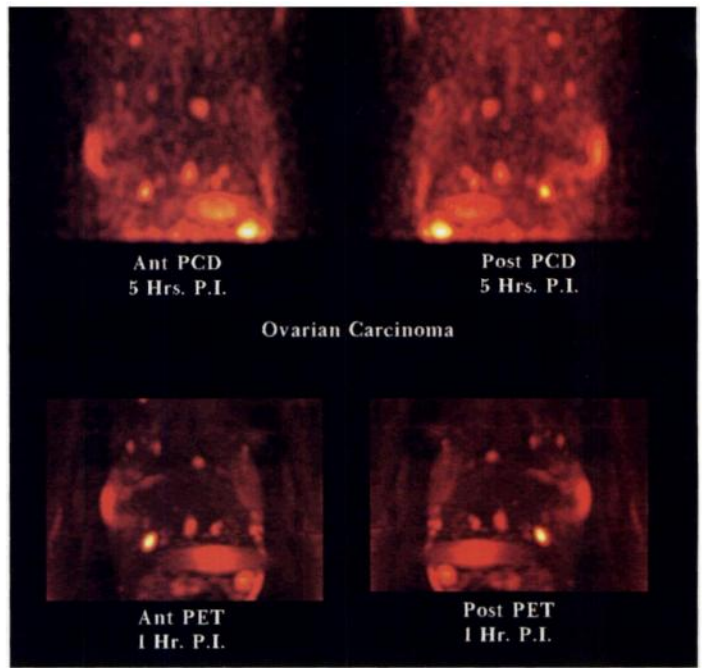 Ant PCD
5 Hrs. P.I.
Post PCD
5 Hrs. P.I.
Ovarian Carcinoma
Ant PET
1 Hr. P.I.
Post PET
1 Hr. P.I.